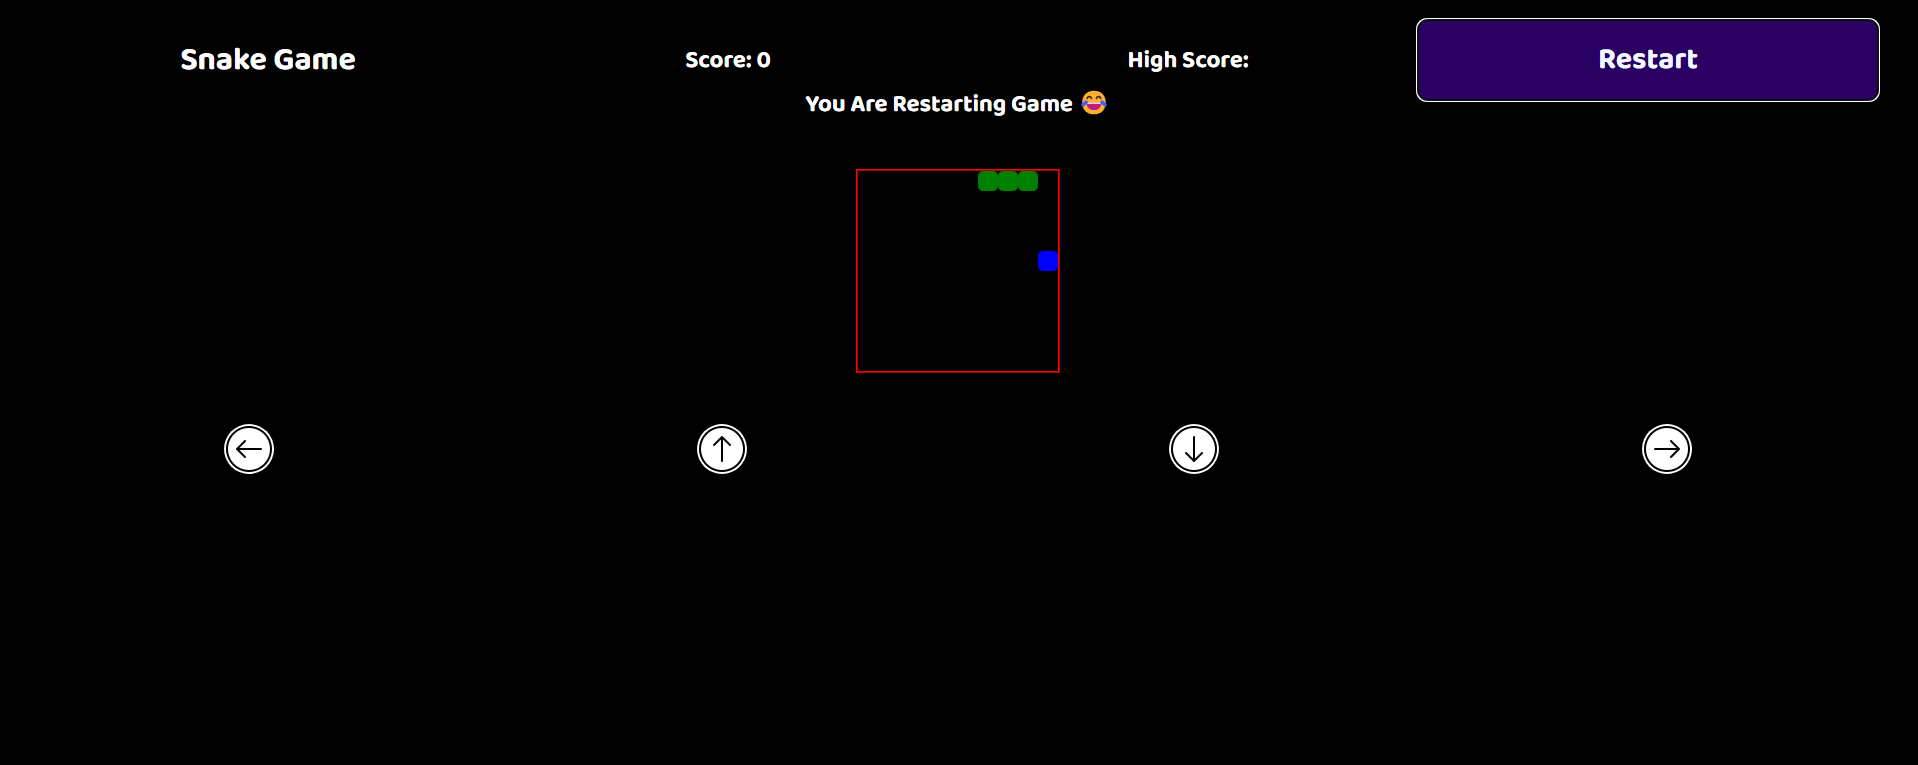 Snake Game
Score: 0
High Score:
Restart
You Are Restarting Game 😂